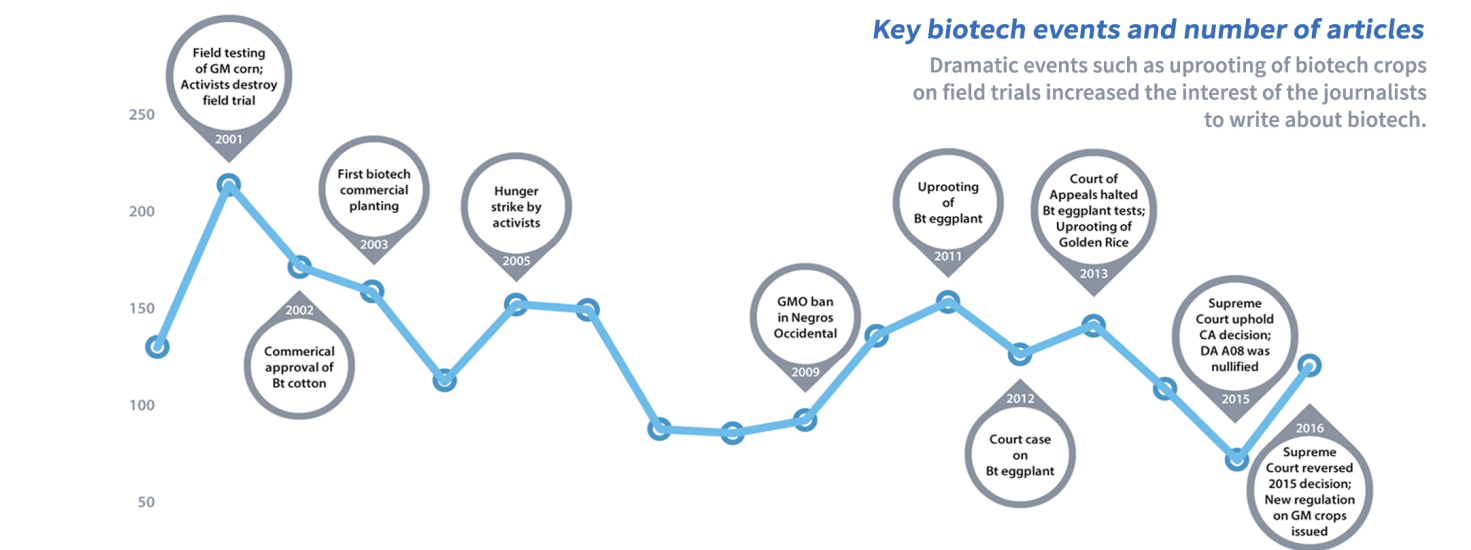 Key biotech events and number of articles
Dramatic events such as uprooting of biotech crops
on field trials increased the interest of the journalists
to write about biotech.
250
200
150
100
50
Field testing
of GM corn;
Activists destroy
field trial
2001
2002
Commerical
approval of
Bt cotton
First biotech
commercial
planting
2003
Hunger
strike by
activists
2005
GMO ban
in Negros
Occidental
2009
Uprooting
of
Bt eggplant
2011
2012
Court case
on
Bt eggplant
Court of
Appeals halted
Bt eggplant tests;
Uprooting of
Golden Rice
2013
Supreme
Court uphold
CA decision;
DA A08 was
nullified
2015
2016
Supreme
Court reversed
2015 decision;
New regulation
on GM crops
issued